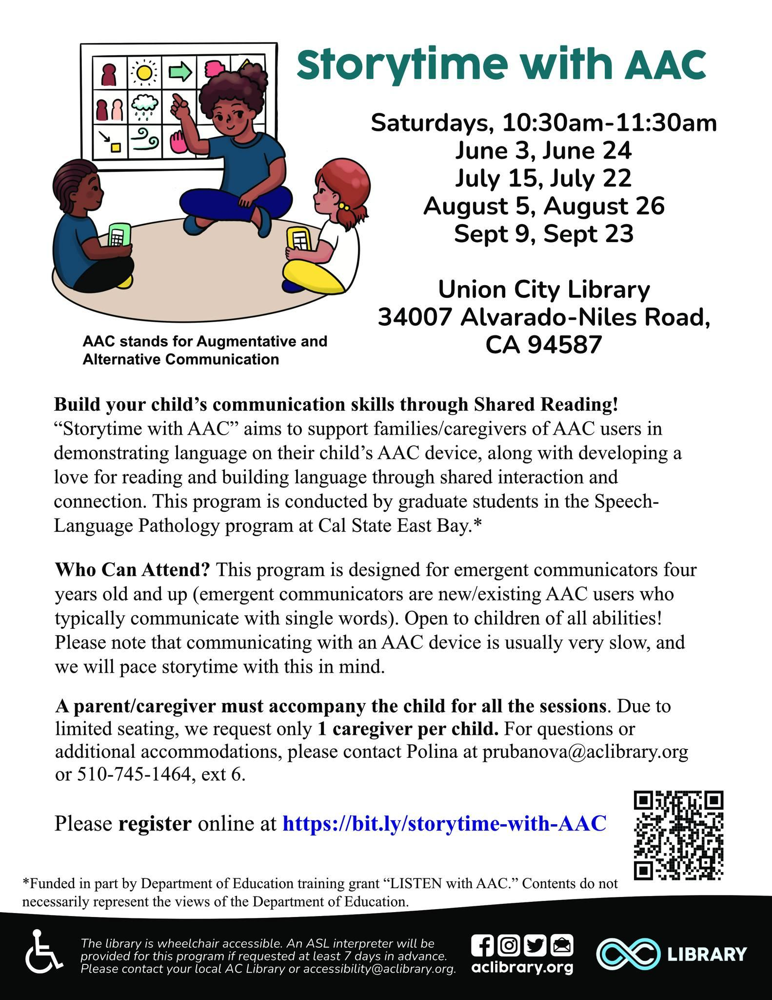 Storytime with AAC
Saturdays, 10:30am-11:30am
June 3, June 24
July 15, July 22
August 5, August 26
Sept 9, Sept 23
Union City Library
34007 Alvarado-Niles Road,
CA 94587
AAC stands for Augmentative and
Alternative Communication
Build your child’s communication skills through Shared Reading!
“Storytime with AAC” aims to support families/caregivers of AAC users in
demonstrating language on their child’s AAC device, along with developing a
love for reading and building language through shared interaction and
connection. This program is conducted by graduate students in the Speech-
Language Pathology program at Cal State East Bay.*
Who Can Attend? This program is designed for emergent communicators four
years old and up (emergent communicators are new/existing AAC users who
typically communicate with single words). Open to children of all abilities!
Please note that communicating with an AAC device is usually very slow, and
we will pace storytime with this in mind.
A parent/caregiver must accompany the child for all the sessions. Due to
limited seating, we request only 1 caregiver per child. For questions or
additional accommodations, please contact Polina at prubanova@aclibrary.org
or 510-745-1464, ext 6.
Please register online at https://bit.ly/storytime-with-AAC
*Funded in part by Department of Education training grant “LISTEN with AAC.” Contents do not
necessarily represent the views of the Department of Education.
The library is wheelchair accessible. An ASL interpreter will be
provided for this program if requested at least 7 days in advance.
Please contact your local AC Library or accessibility@aclibrary.org.
aclibrary.org
LIBRARY